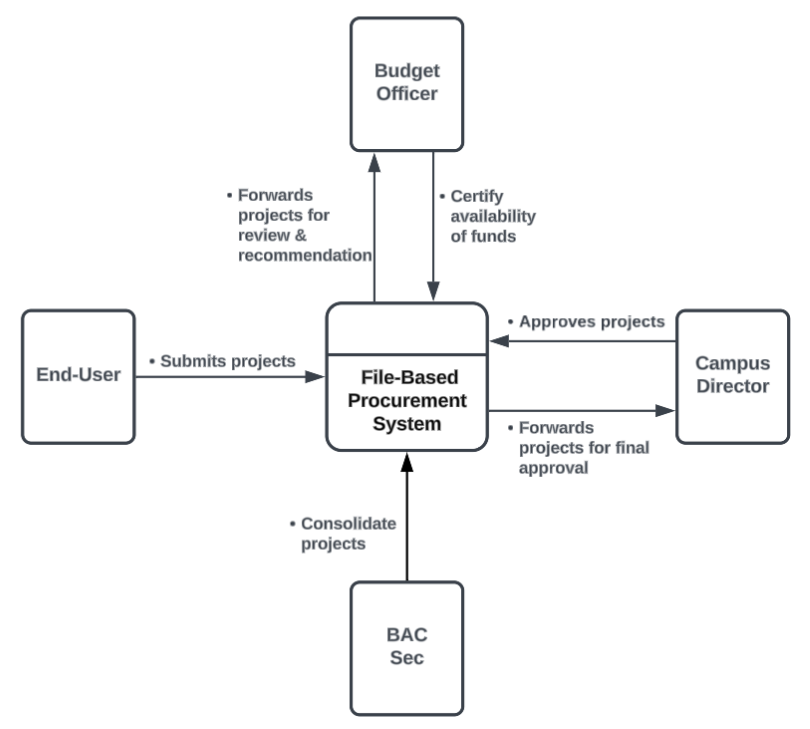 Budget
Officer
• Forwards
projects for
review &
recommendation
• Certify
availability
of funds
End-User
• Submits projects
File-Based
Procurement
System
• Approves projects
Campus
Director
• Forwards
projects for final
approval
• Consolidate
projects
BAC
Sec